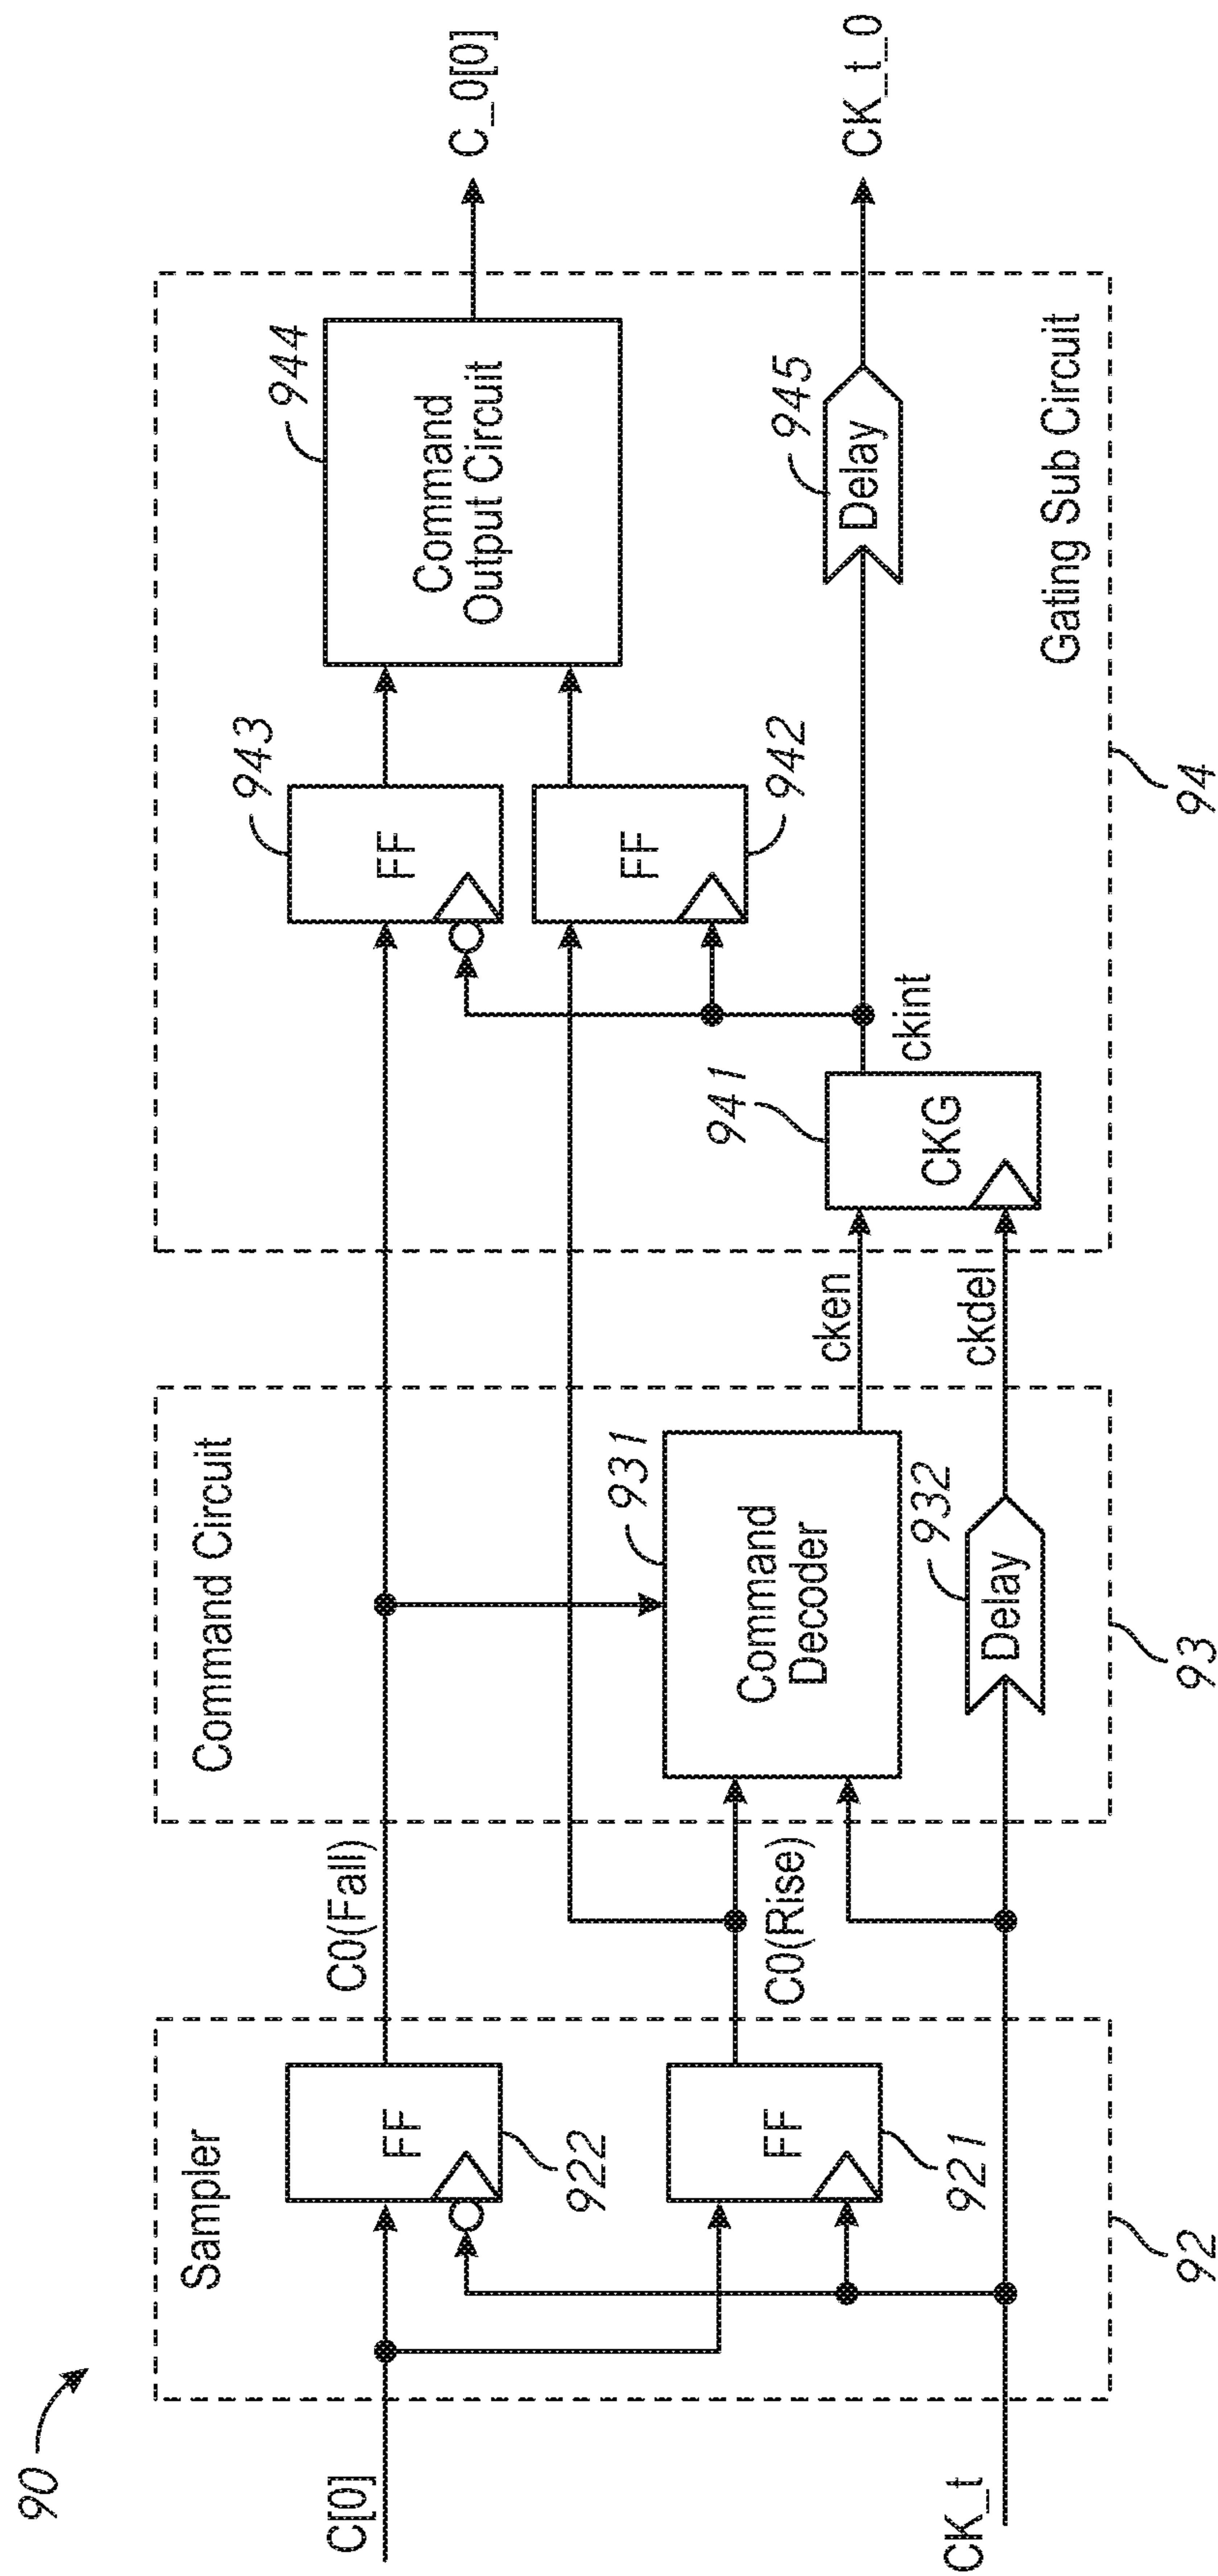 90
C[0]
CK_t
Sampler
FF
922
FF
921
92
C0(Fall)
C0(Rise)
Command Circuit
931
Command
Decoder
932
Delay
93
cken
ckdel
941
CKG
ckint
943
FF
FF
942
944
Command
Output Circuit
945
Delay
Gating Sub Circuit
94
C_0[0]
CK_t_0